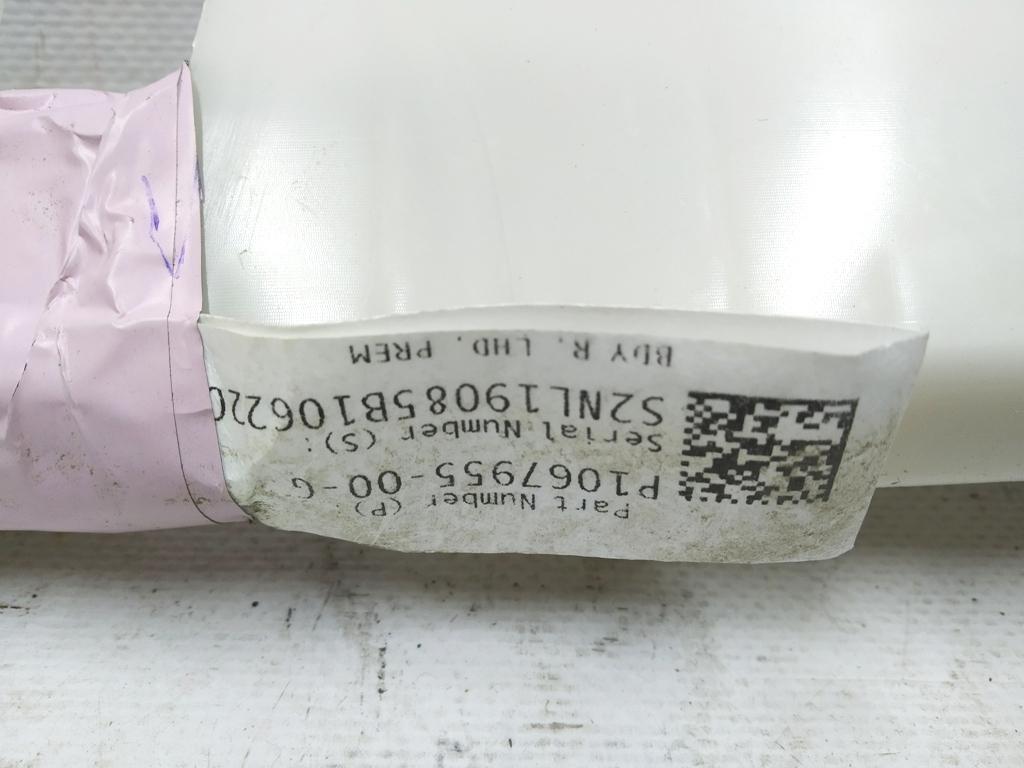 Part Number (P)
P1067955-00-G
Serial Number (S):
S2NL19085B10622
BDY R. LHD. PREM